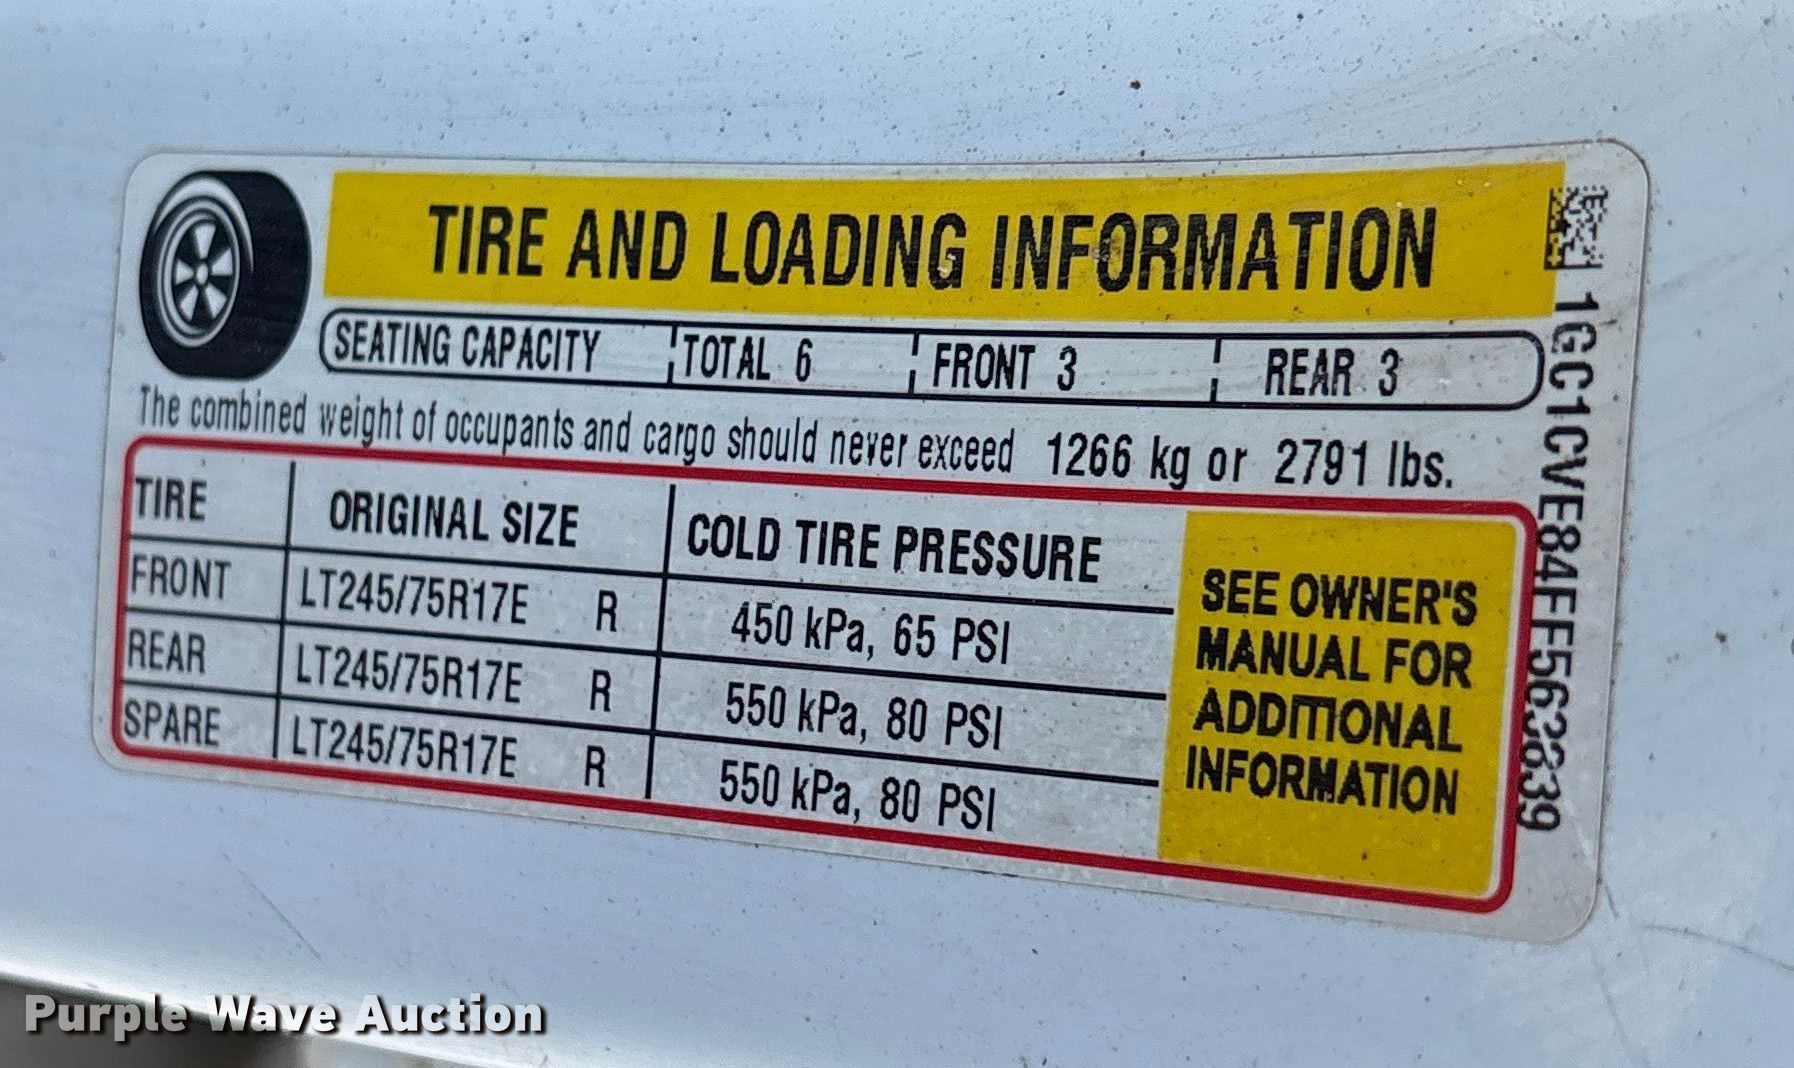 TIRE AND LOADING INFORMATION
SEATING CAPACITY TOTAL 6 FRONT 3 REAR 3
The combined weight of occupants and cargo should never exceed 1266 kg or 2791 lbs.
TIRE ORIGINAL SIZE COLD TIRE PRESSURE
FRONT LT245/75R17E R 450 kPa, 65 PSI
REAR LT245/75R17E R 550 kPa, 80 PSI
SPARE LT245/75R17E R 550 kPa, 80 PSI
SEE OWNER'S
MANUAL FOR
ADDITIONAL
INFORMATION
1GC1CVE84FF563839
Purple Wave Auction